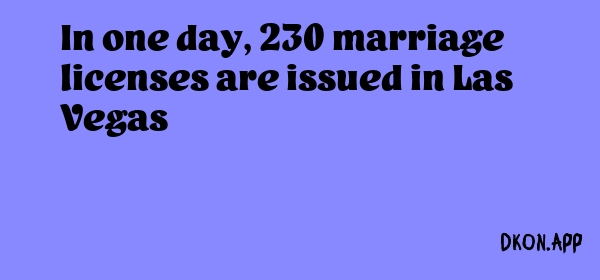 In one day, 230 marriage
licenses are issued in Las
Vegas
DKON.APP